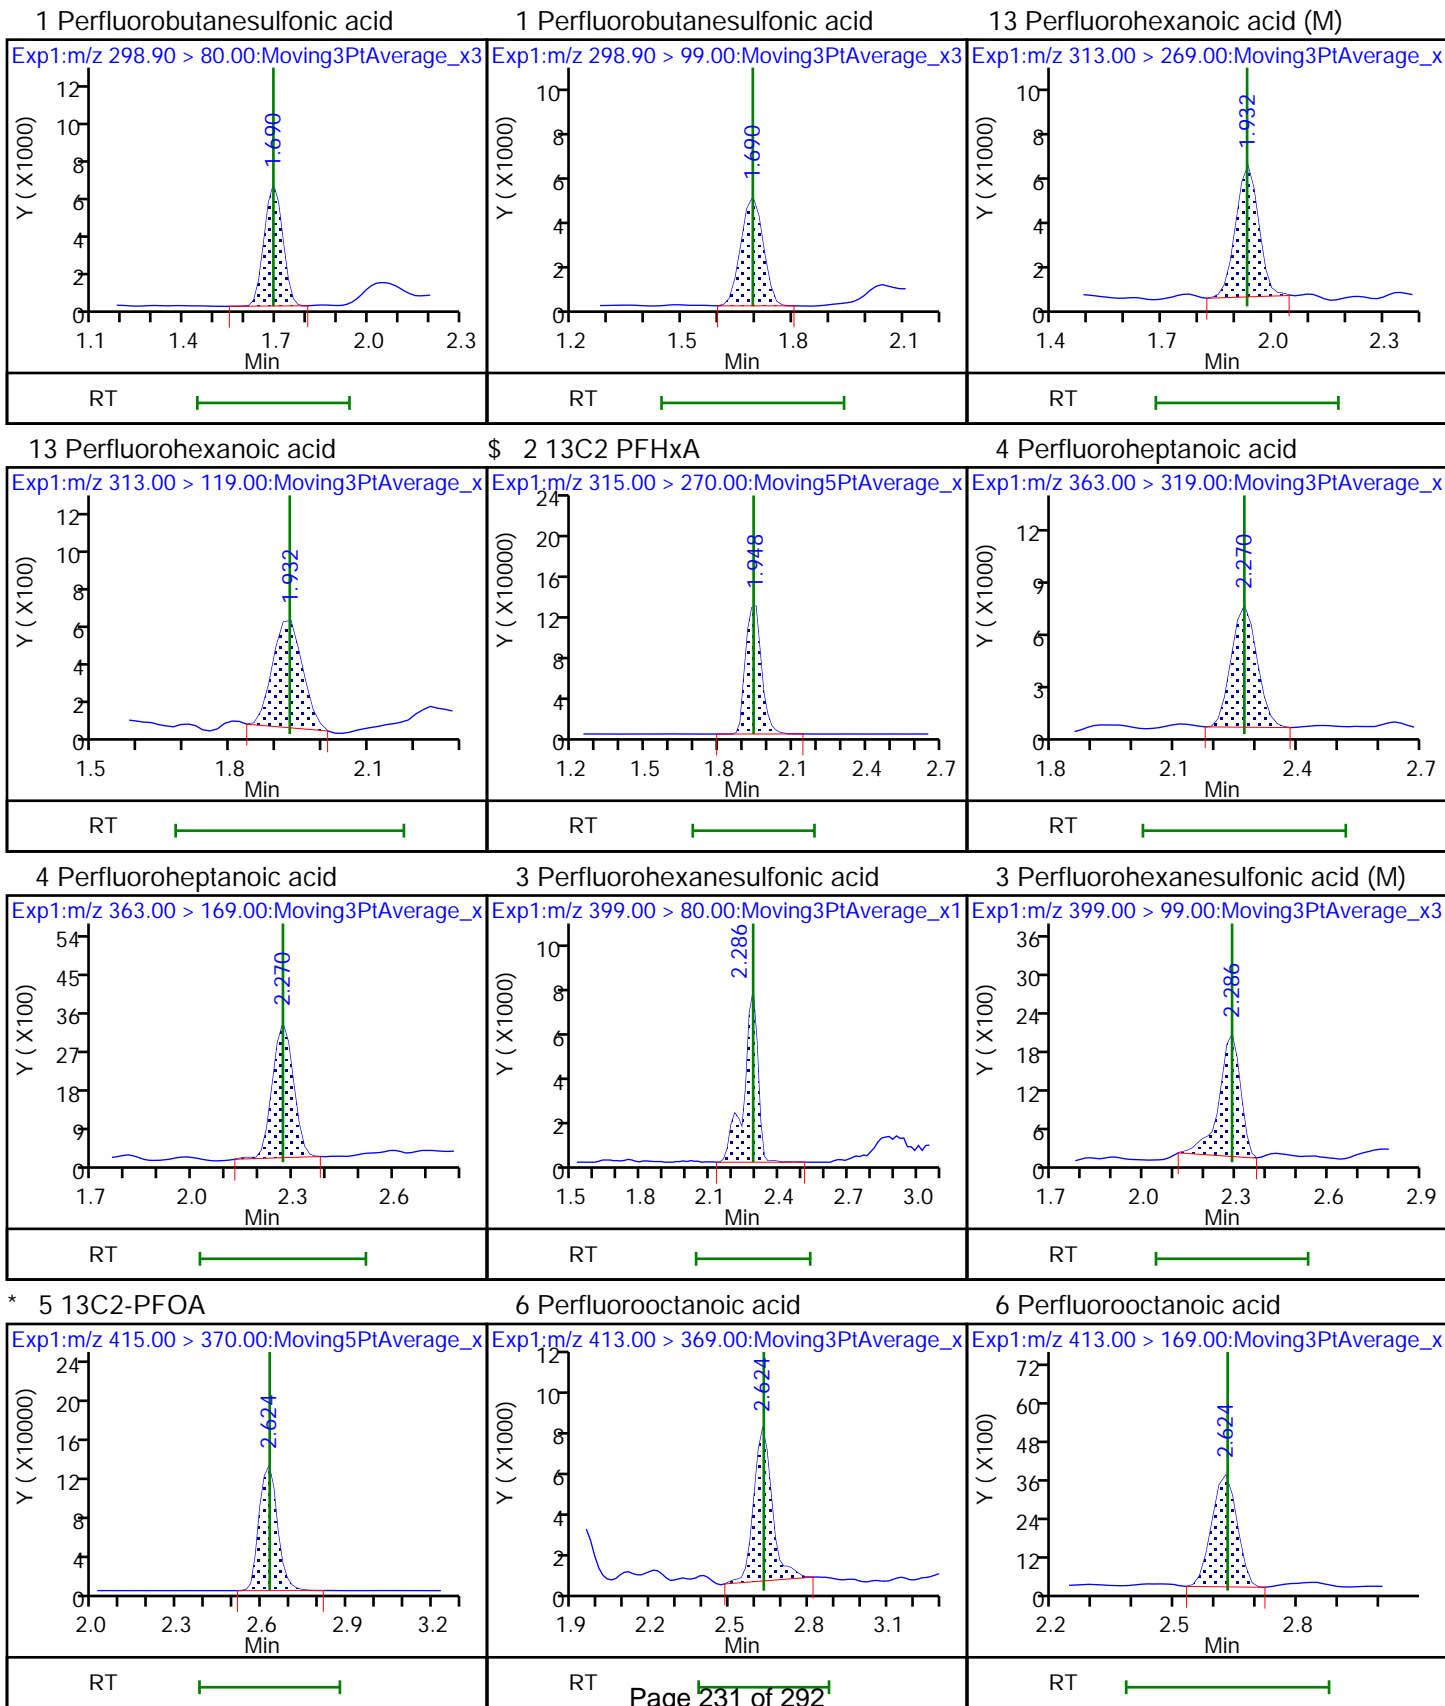 1 Perfluorobutanesulfonic acid
1 Perfluorobutanesulfonic acid
13 Perfluorohexanoic acid (M)
Exp1:m/z 298.90 > 80.00:Moving3PtAverage_x3
Exp1:m/z 298.90 > 99.00:Moving3PtAverage_x3
Exp1:m/z 313.00 > 269.00:Moving3PtAverage_x
Y ( X1000)
12
10
8
6
4
2
0
1.690
1.1 1.4 1.7 2.0 2.3
Min
RT
Y ( X1000)
10
8
6
4
2
0
1.690
1.2 1.5 1.8 2.1
Min
RT
Y ( X1000)
10
8
6
4
2
0
1.932
1.4 1.7 2.0 2.3
Min
RT
13 Perfluorohexanoic acid
$ 2 13C2 PFHxA
4 Perfluoroheptanoic acid
Exp1:m/z 313.00 > 119.00:Moving3PtAverage_x
Exp1:m/z 315.00 > 270.00:Moving5PtAverage_x
Exp1:m/z 363.00 > 319.00:Moving3PtAverage_x
Y ( X100)
12
10
8
6
4
2
0
1.932
1.5 1.8 2.1
Min
RT
Y ( X10000)
24
20
16
12
8
4
0
1.948
1.2 1.5 1.8 2.1 2.4 2.7
Min
RT
Y ( X1000)
12
9
6
3
0
2.270
1.8 2.1 2.4 2.7
Min
RT
4 Perfluoroheptanoic acid
3 Perfluorohexanesulfonic acid
3 Perfluorohexanesulfonic acid (M)
Exp1:m/z 363.00 > 169.00:Moving3PtAverage_x
Exp1:m/z 399.00 > 80.00:Moving3PtAverage_x1
Exp1:m/z 399.00 > 99.00:Moving3PtAverage_x3
Y ( X100)
54
45
36
27
18
9
0
2.270
1.7 2.0 2.3 2.6
Min
RT
Y ( X1000)
10
8
6
4
2
0
2.286
1.5 1.8 2.1 2.4 2.7 3.0
Min
RT
Y ( X100)
36
30
24
18
12
6
0
2.286
1.7 2.0 2.3 2.6 2.9
Min
RT
* 5 13C2-PFOA
6 Perfluorooctanoic acid
6 Perfluorooctanoic acid
Exp1:m/z 415.00 > 370.00:Moving5PtAverage_x
Exp1:m/z 413.00 > 369.00:Moving3PtAverage_x
Exp1:m/z 413.00 > 169.00:Moving3PtAverage_x
Y ( X10000)
24
20
16
12
8
4
0
2.624
2.0 2.3 2.6 2.9 3.2
Min
RT
Y ( X1000)
12
10
8
6
4
2
0
2.624
1.9 2.2 2.5 2.8 3.1
Min
RT
Y ( X100)
72
60
48
36
24
12
0
2.624
2.2 2.5 2.8
Min
RT
Page 231 of 292